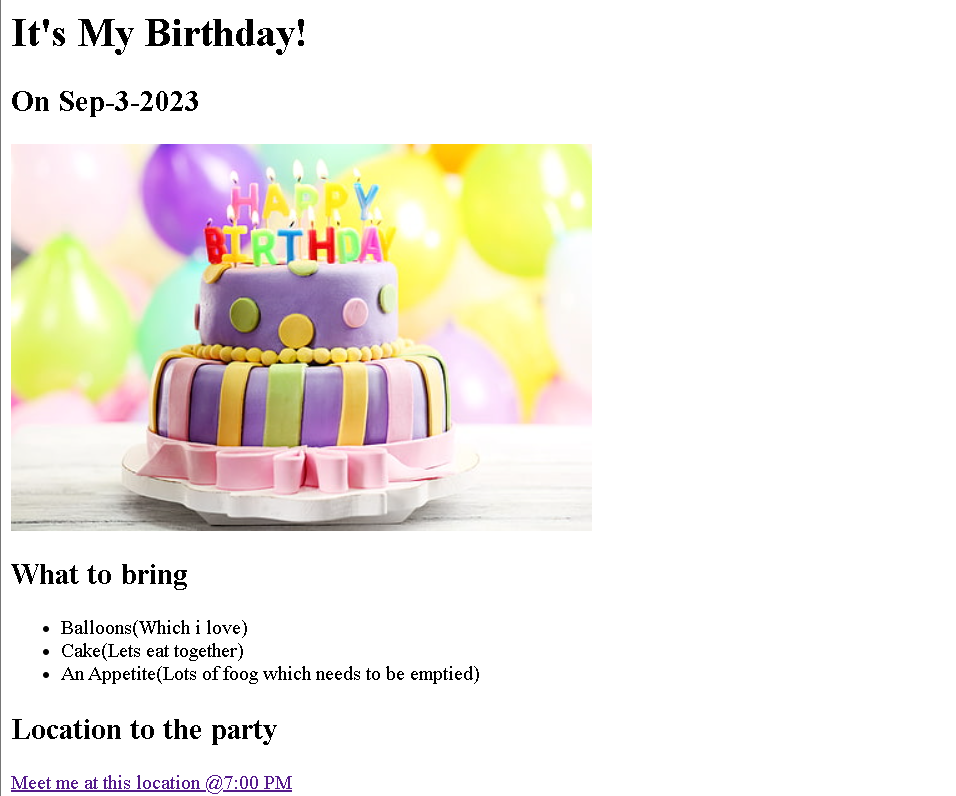 It's My Birthday!
On Sep-3-2023
HAPPY
BIRTHDAY
What to bring
Balloons(Which i love)
Cake(Lets eat together)
An Appetite(Lots of foog which needs to be emptied)
Location to the party
Meet me at this location @7:00 PM